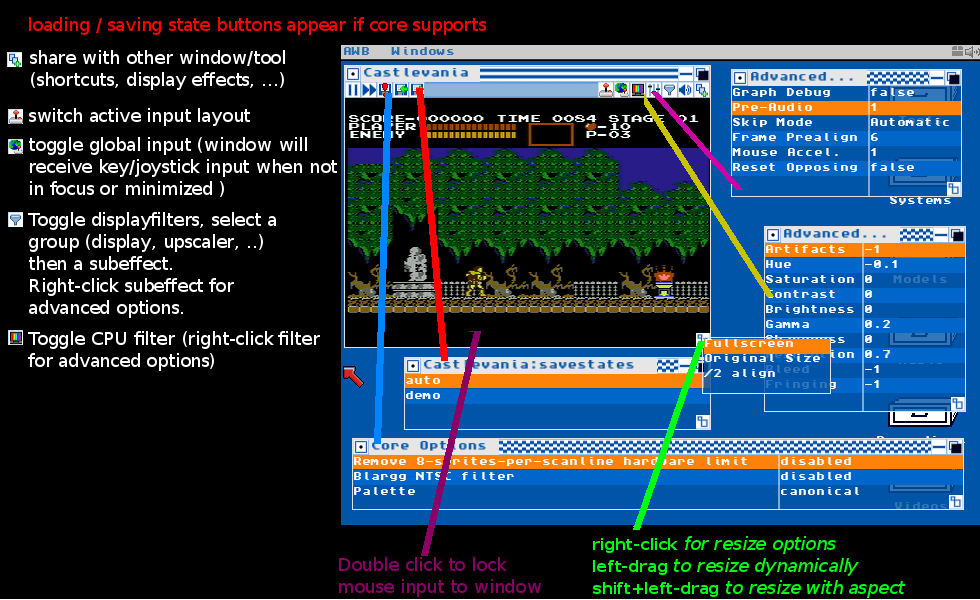 loading / saving state buttons appear if core supports
share with other window/tool
(shortcuts, display effects, ...)
switch active input layout
toggle global input (window will
receive key/joystick input when not
in focus or minimized )
Toggle displayfilters, select a
group (display, upscaler, ..)
then a subeffect.
Right-click subeffect for
advanced options.
Toggle CPU filter (right-click filter
for advanced options)
AWB Windows
Castlevania
SCORE-000000 TIME 0084 STAGE 01
PLAYER -10
ENEMY P-03
Advanced...
Graph Debug false
Pre-Audio 1
Skip Mode Automatic
Frame Prealign 6
Mouse Accel. 1
Reset Opposing false
Systems
Advanced...
Artifacts -1
Hue -0.1
Saturation 0
Contrast 0
Brightness 0
Gamma 0.2
0
0.7
Bleed -1
Fringing -1
Models
Fullscreen
Original Size
/2 align
Castlevania:savestates
auto
demo
Core Options
Remove 8-sprites-per-scanline hardware limit disabled
Blargg NTSC filter disabled
Palette canonical
Videos
Double click to lock
mouse input to window
right-click for resize options
left-drag to resize dynamically
shift+left-drag to resize with aspect